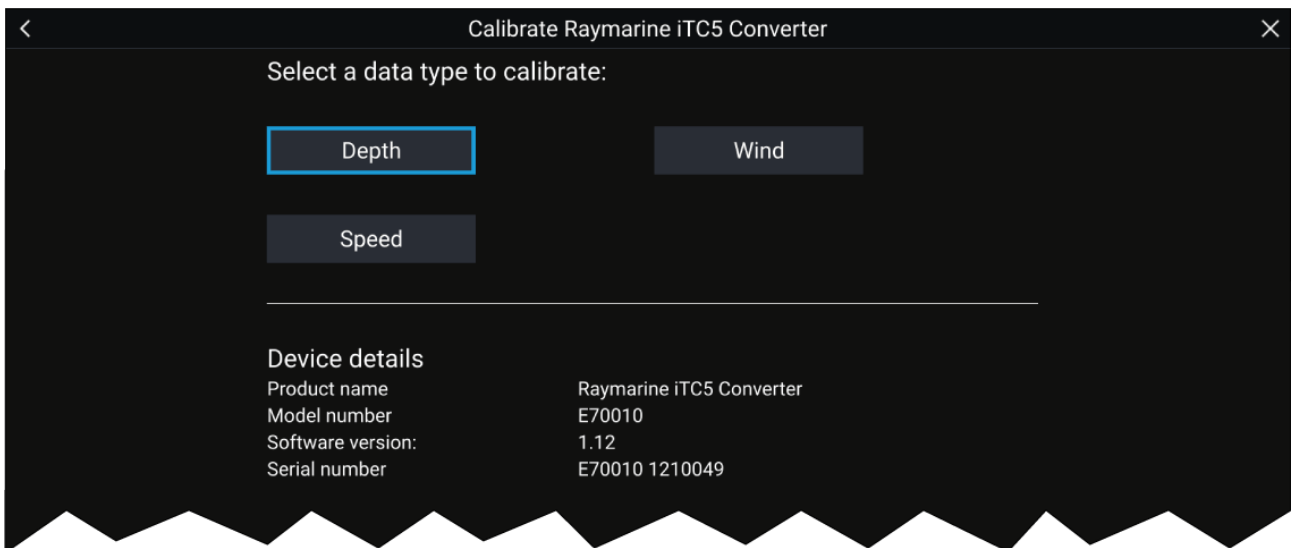 Calibrate Raymarine iTC5 Converter
Select a data type to calibrate:
Depth Wind
Speed
Device details
Product name Raymarine iTC5 Converter
Model number E70010
Software version: 1.12
Serial number E70010 1210049